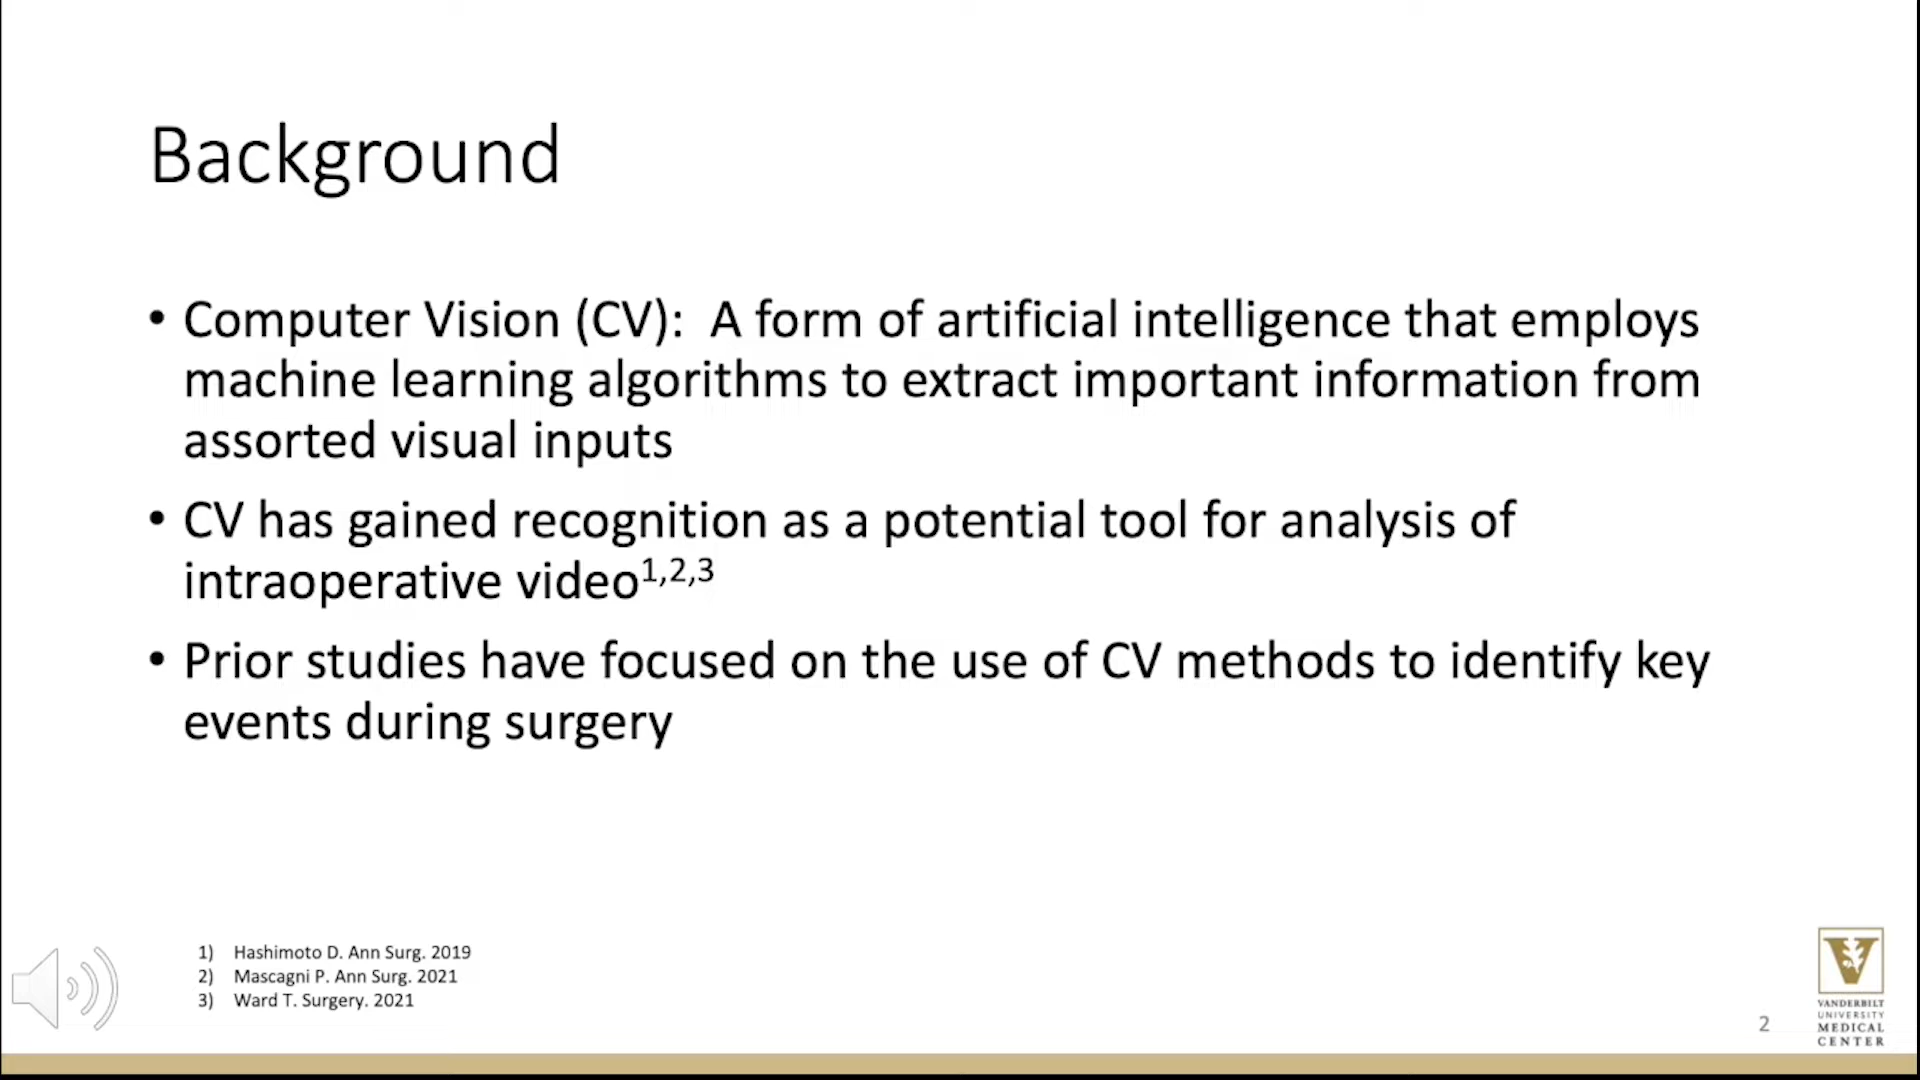 Background
• Computer Vision (CV):  A form of artificial intelligence that employs
machine learning algorithms to extract important information from
assorted visual inputs
• CV has gained recognition as a potential tool for analysis of
intraoperative video1,2,3
• Prior studies have focused on the use of CV methods to identify key
events during surgery
1) Hashimoto D. Ann Surg. 2019
2) Mascagni P. Ann Surg. 2021
3) Ward T. Surgery. 2021
2
V
VANDERBILT
UNIVERSITY
MEDICAL
CENTER